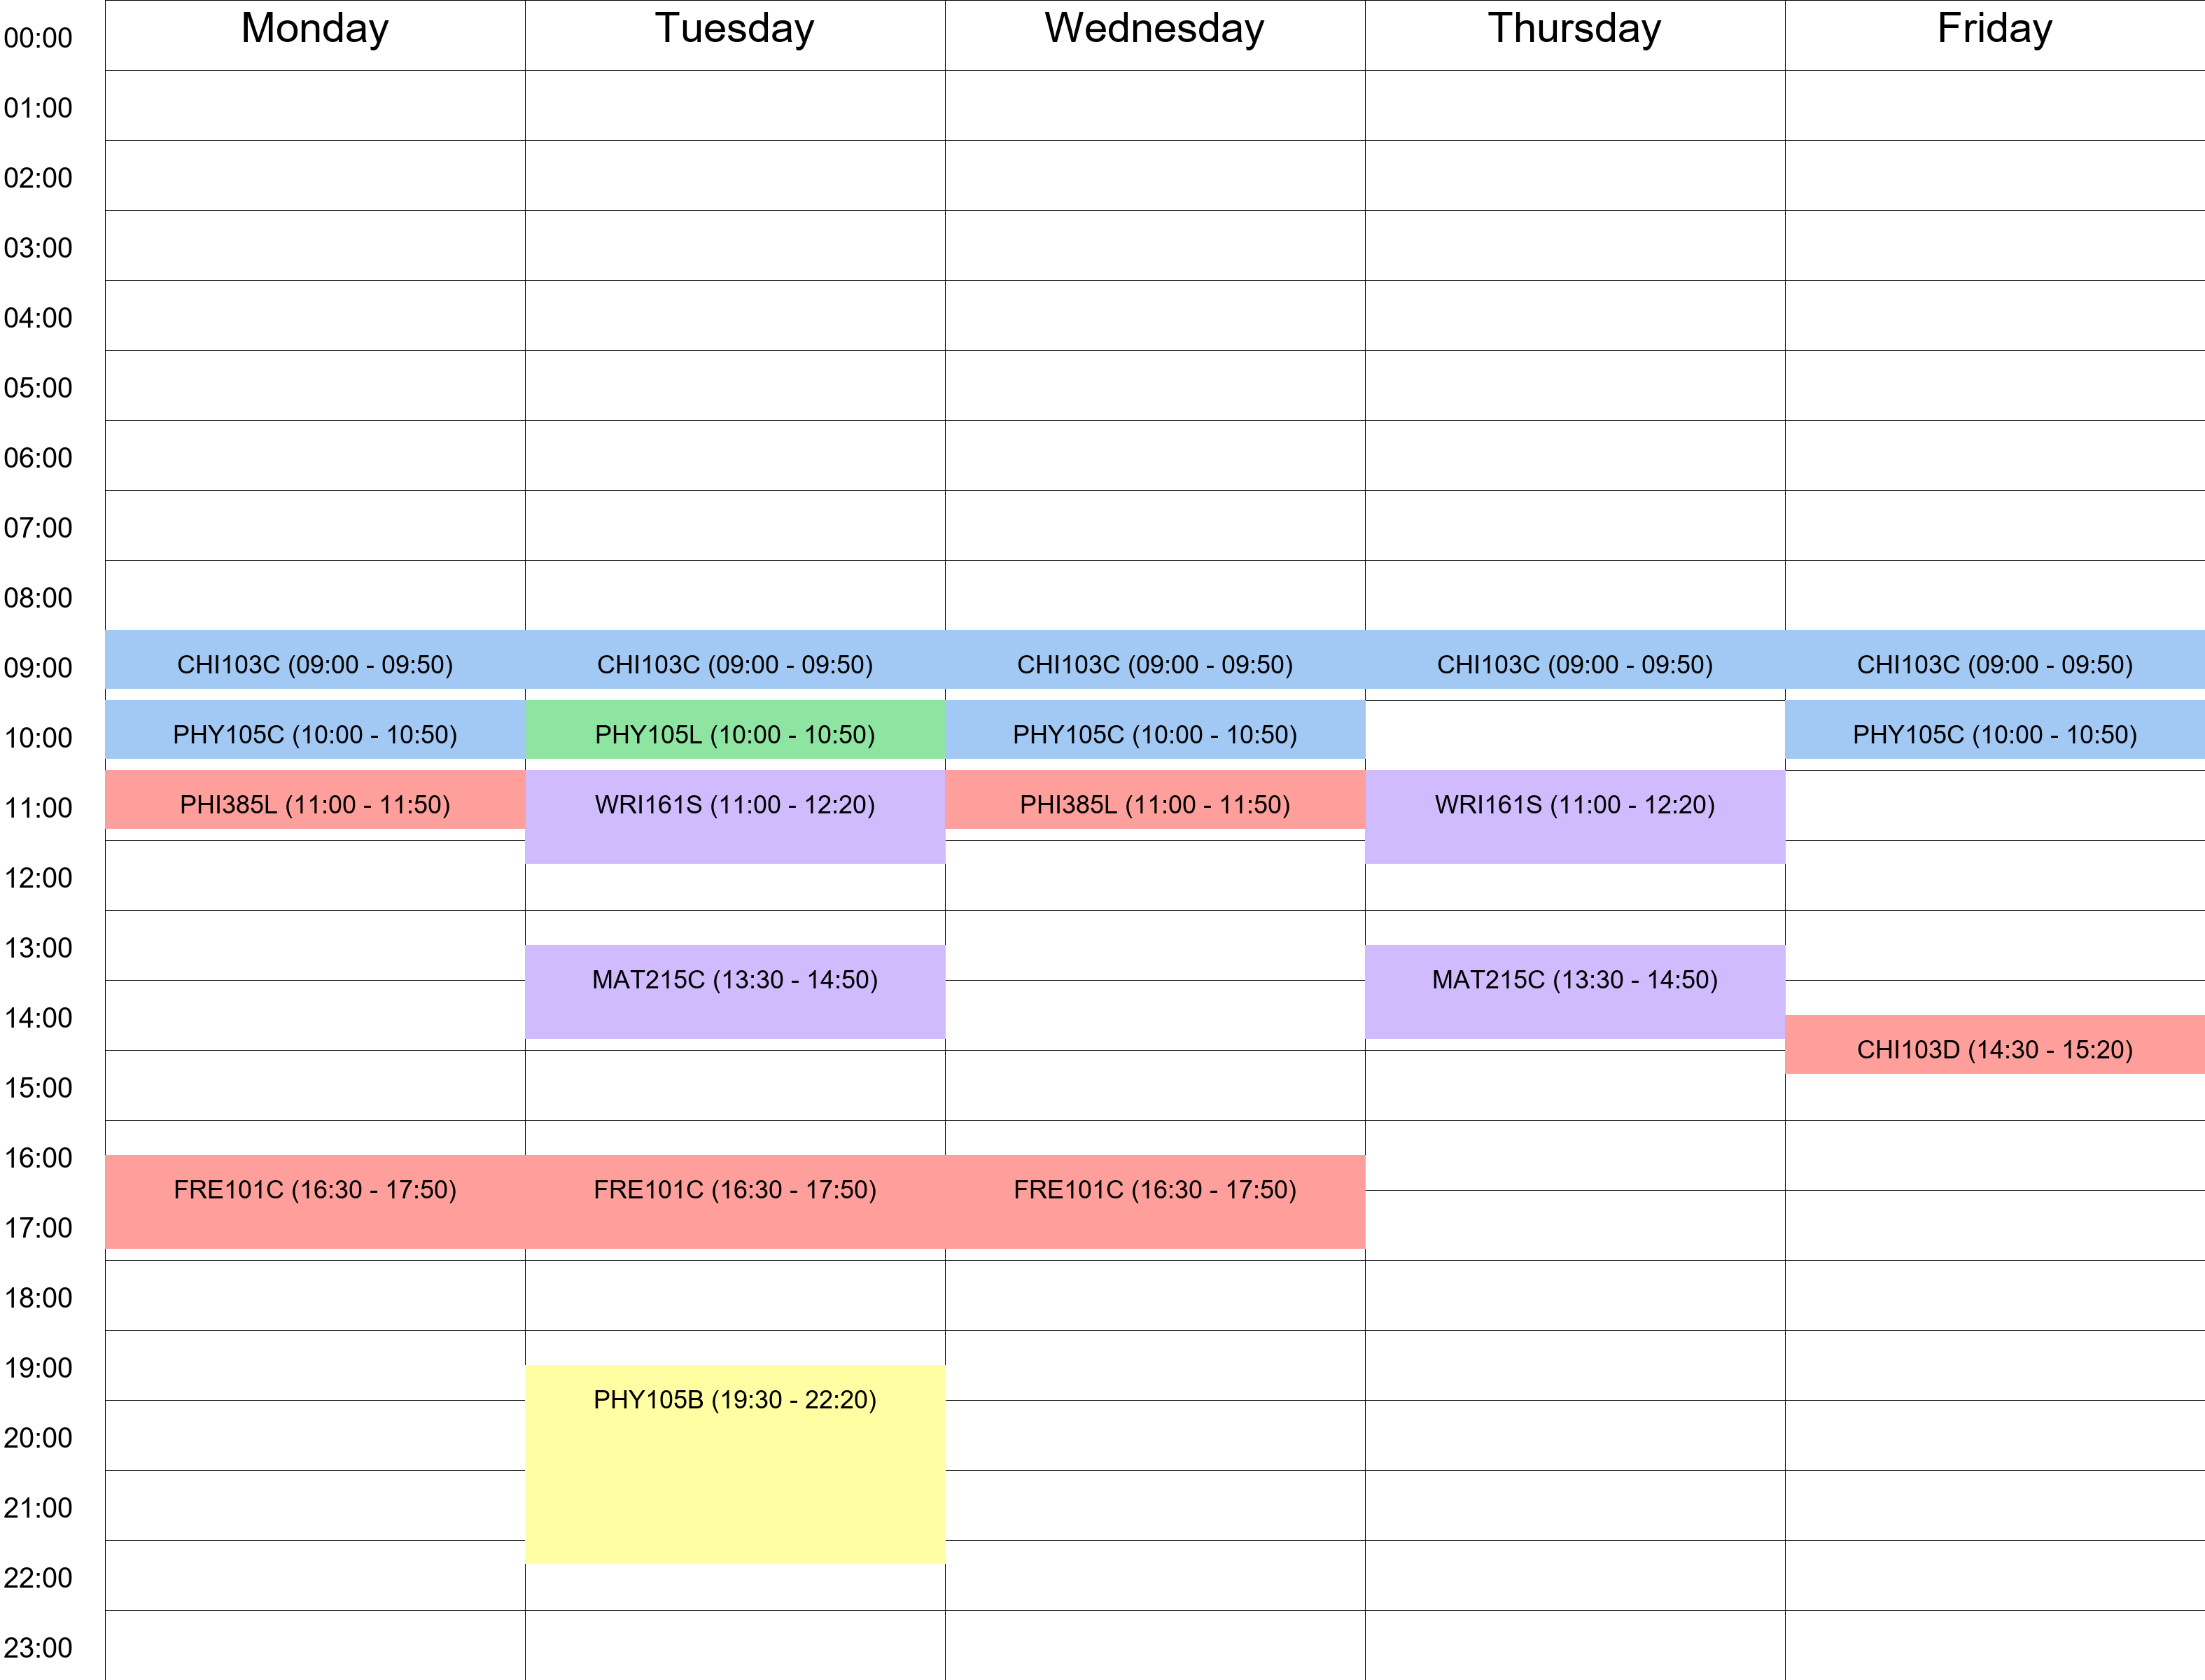 Monday Tuesday Wednesday Thursday Friday
00:00
01:00
02:00
03:00
04:00
05:00
06:00
07:00
08:00
09:00 CHI103C (09:00 - 09:50) CHI103C (09:00 - 09:50) CHI103C (09:00 - 09:50) CHI103C (09:00 - 09:50) CHI103C (09:00 - 09:50)
10:00 PHY105C (10:00 - 10:50) PHY105L (10:00 - 10:50) PHY105C (10:00 - 10:50) PHY105C (10:00 - 10:50)
11:00 PHI385L (11:00 - 11:50) WRI161S (11:00 - 12:20) PHI385L (11:00 - 11:50) WRI161S (11:00 - 12:20)
12:00
13:00
MAT215C (13:30 - 14:50) MAT215C (13:30 - 14:50)
14:00
CHI103D (14:30 - 15:20)
15:00
16:00
FRE101C (16:30 - 17:50) FRE101C (16:30 - 17:50) FRE101C (16:30 - 17:50)
17:00
18:00
19:00
PHY105B (19:30 - 22:20)
20:00
21:00
22:00
23:00